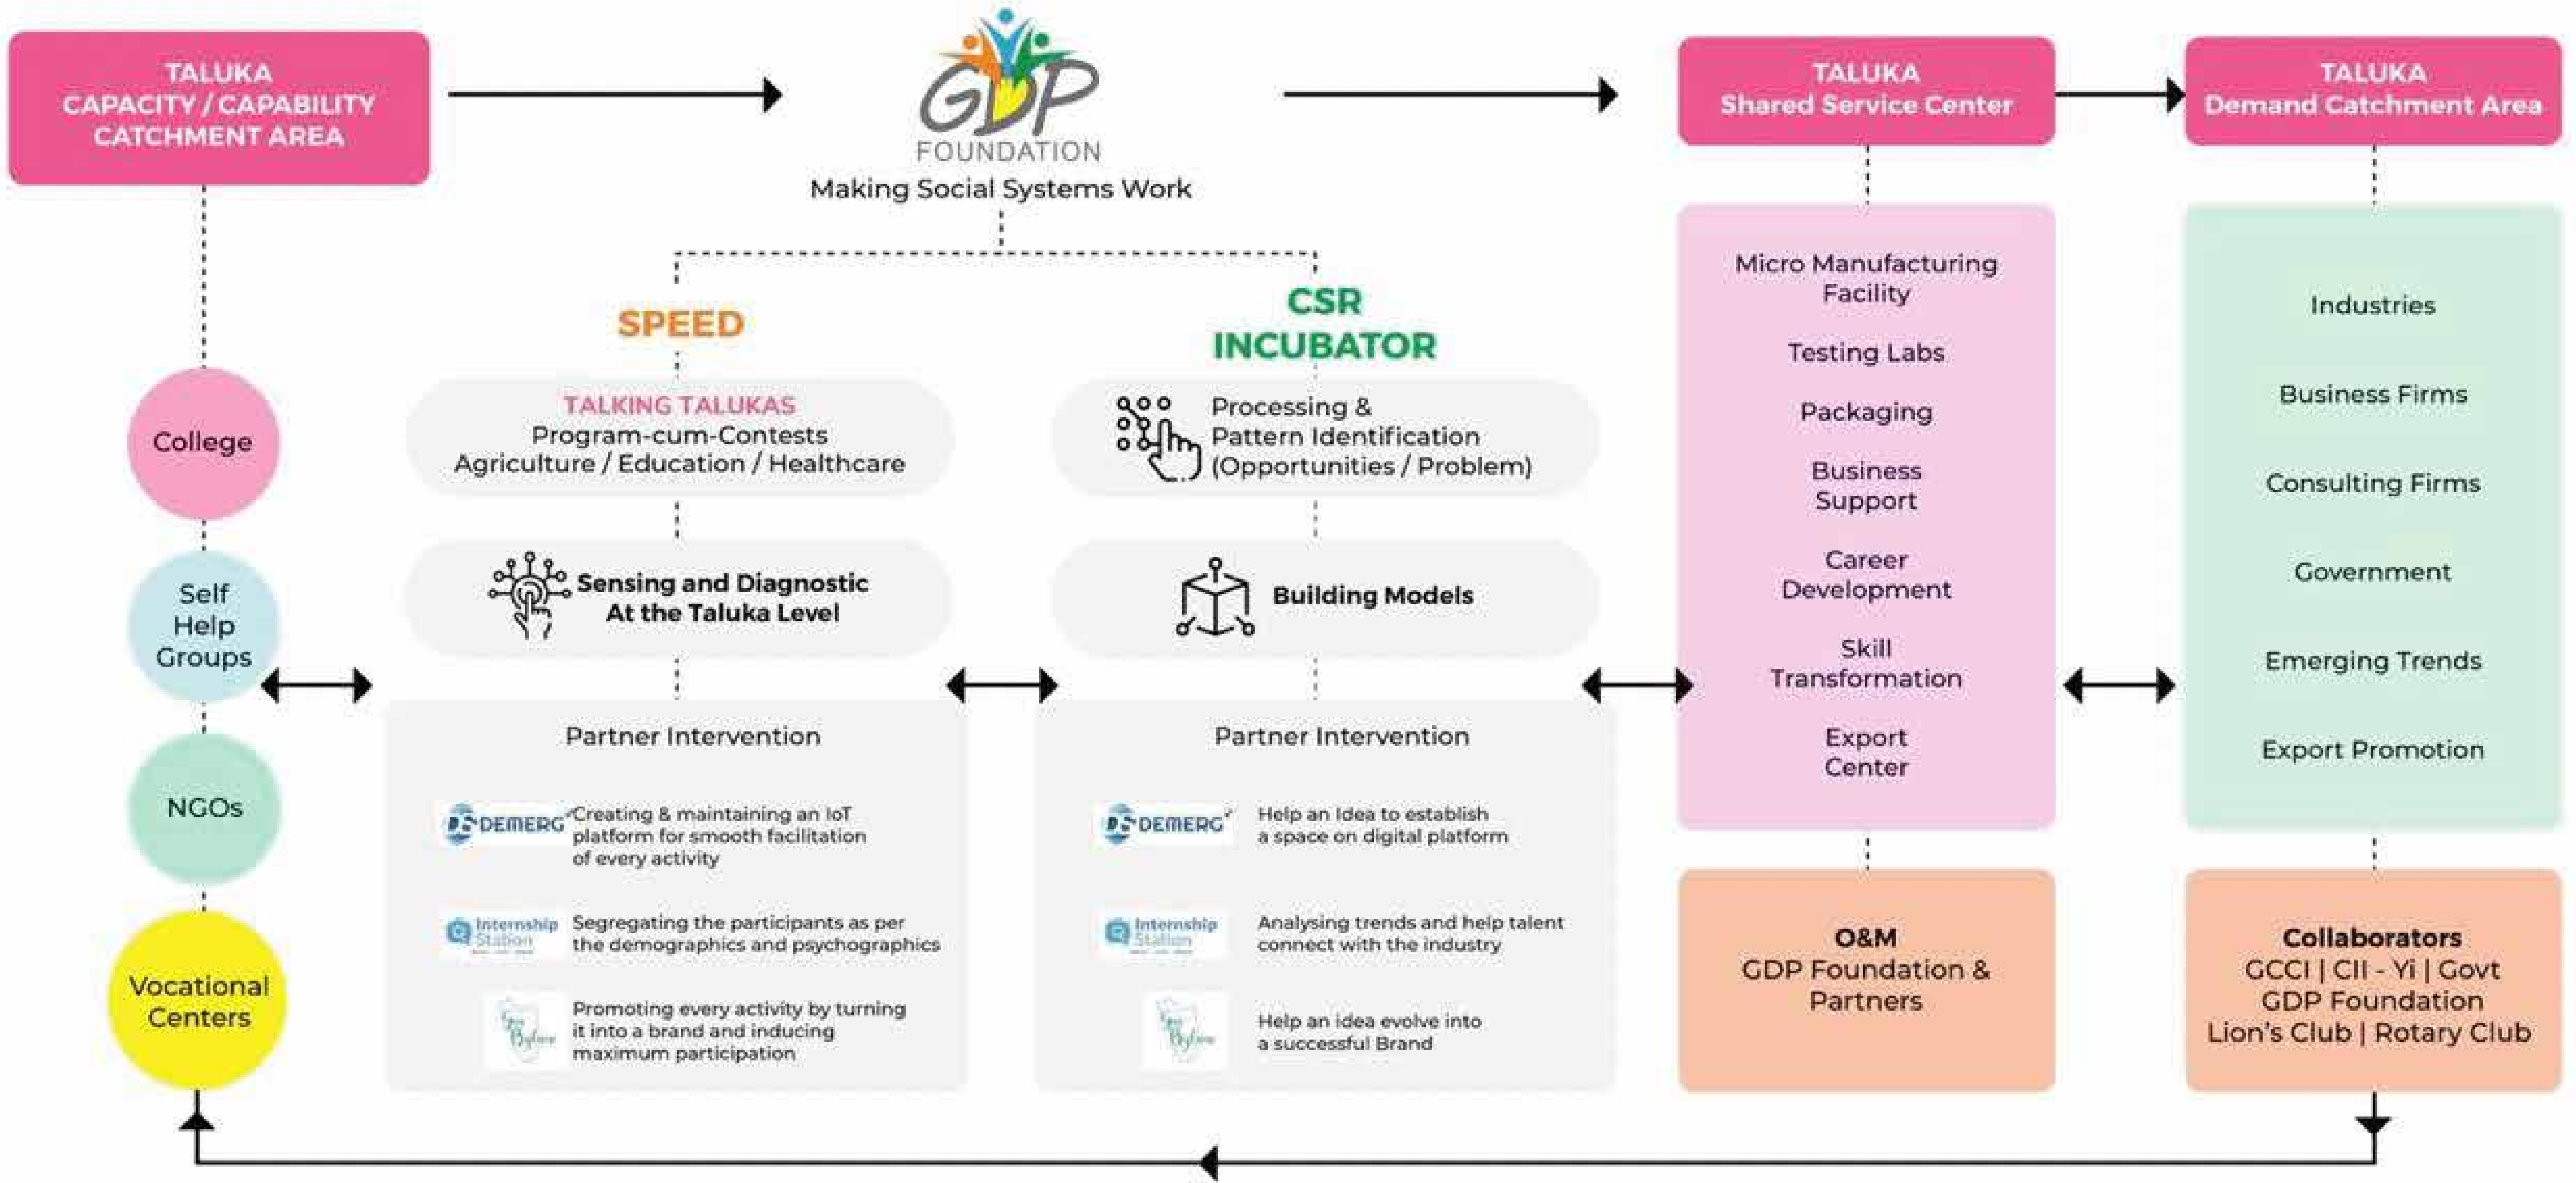 TALUKA
CAPACITY / CAPABILITY
CATCHMENT AREA
GDP
FOUNDATION
Making Social Systems Work
TALUKA
Shared Service Center
TALUKA
Demand Catchment Area
College
Self
Help
Groups
NGOs
Vocational
Centers
SPEED
TALKING TALUKAS
Program-cum-Contests
Agriculture / Education / Healthcare
Sensing and Diagnostic
At the Taluka Level
Partner Intervention
DEMERG
Creating & maintaining an IoT
platform for smooth facilitation
of every activity
Internship
Station
Segregating the participants as per
the demographics and psychographics
Promoting every activity by turning
it into a brand and inducing
maximum participation
CSR
INCUBATOR
Processing &
Pattern Identification
(Opportunities / Problem)
Building Models
Partner Intervention
DEMERG
Help an Idea to establish
a space on digital platform
Internship
Station
Analysing trends and help talent
connect with the industry
Help an idea evolve into
a successful Brand
Micro Manufacturing
Facility
Testing Labs
Packaging
Business
Support
Career
Development
Skill
Transformation
Export
Center
O&M
GDP Foundation &
Partners
Industries
Business Firms
Consulting Firms
Government
Emerging Trends
Export Promotion
Collaborators
GCCI | CII - Yi | Govt
GDP Foundation
Lion's Club | Rotary Club